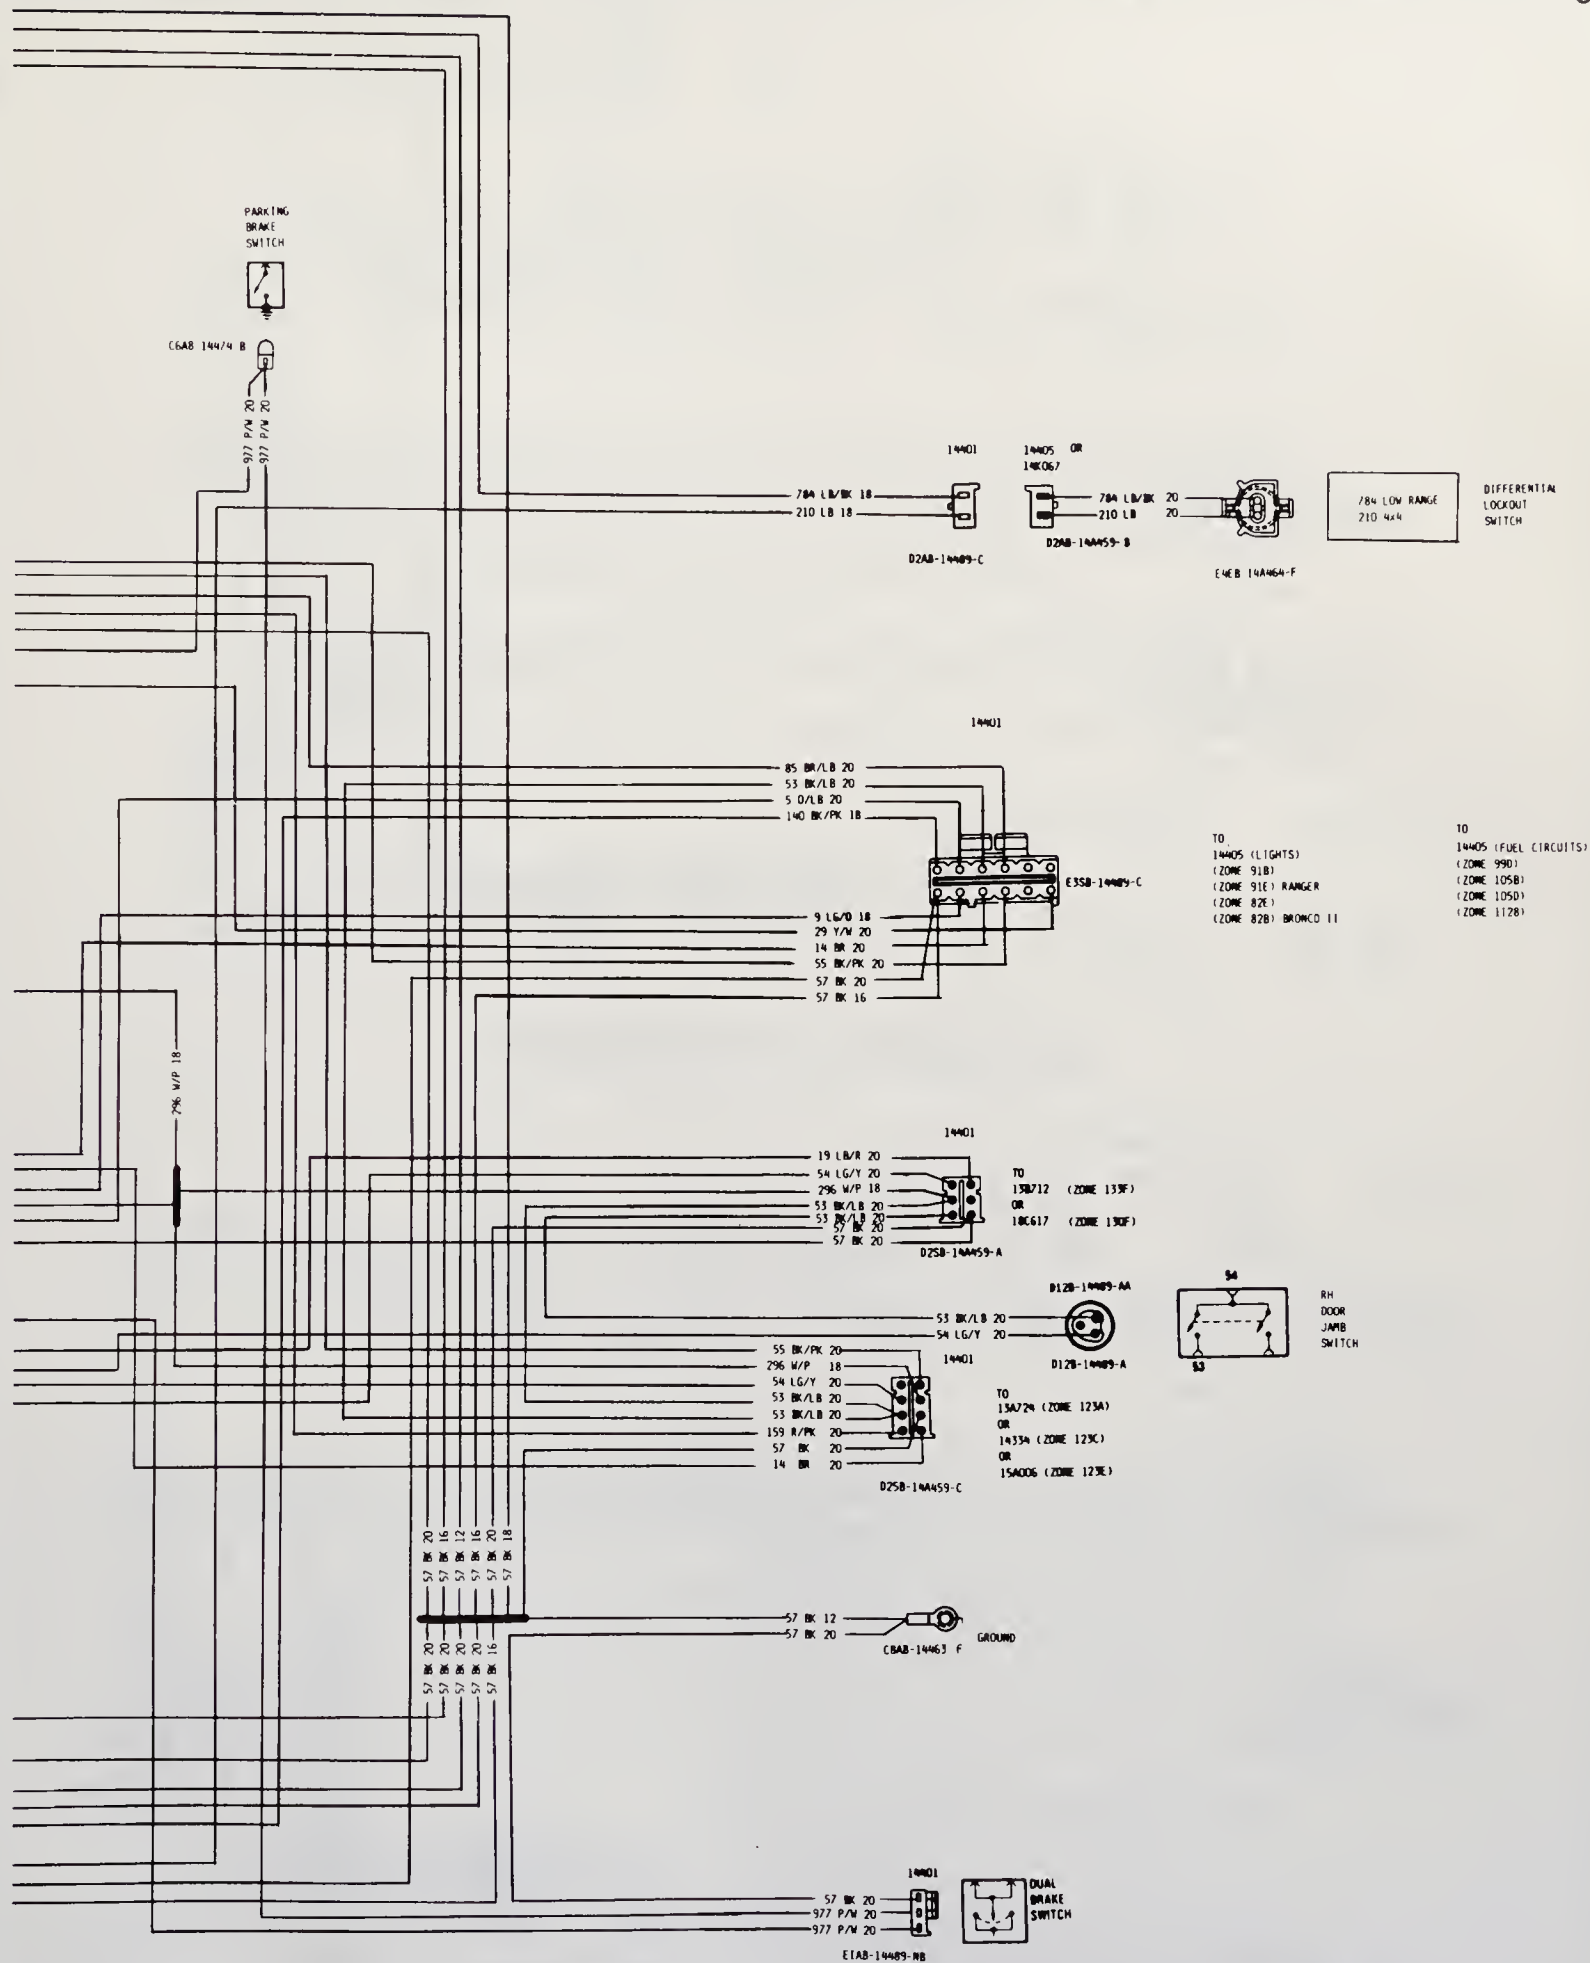 PARKING
BRAKE
SWITCH
C6AB 14474 B
977 P/W 20
977 P/W 20
14401
14405 OR
14K067
784 LB/BK 18
210 LB 18
784 LB/BK 20
210 LB 20
D2AB-14489-C
D2AB-14A459-B
E4EB 14A464-F
784 LOW RANGE
210 4x4
DIFFERENTIAL
LOCKOUT
SWITCH
14401
85 BR/LB 20
53 BK/LB 20
5 O/LB 20
140 BK/PK 18
E3SB-14489-C
9 LG/O 18
29 Y/W 20
14 BR 20
55 BK/PK 20
57 BK 20
57 BK 16
TO
14405 (LIGHTS)
(ZONE 91B)
(ZONE 91E) RANGER
(ZONE 82E)
(ZONE 82B) BRONCO II
TO
14405 (FUEL CIRCUITS)
(ZONE 99D)
(ZONE 105B)
(ZONE 105D)
(ZONE 112B)
296 W/P 18
14401
19 LB/R 20
54 LG/Y 20
296 W/P 18
53 BK/LB 20
53 BK/LB 20
57 BK 20
57 BK 20
D2SB-14A459-A
TO
13B712 (ZONE 133F)
OR
18C617 (ZONE 130F)
D12B-14489-AA
53 BK/LB 20
54 LG/Y 20
D12B-14489-A
54
53
RH
DOOR
JAMB
SWITCH
14401
55 BK/PK 20
296 W/P 18
54 LG/Y 20
53 BK/LB 20
53 BK/LB 20
159 R/PK 20
57 BK 20
14 BR 20
D2SB-14A459-C
TO
13A724 (ZONE 123A)
OR
14334 (ZONE 123C)
OR
15A006 (ZONE 123E)
57 BK 20
57 BK 16
57 BK 12
57 BK 16
57 BK 20
57 BK 18
57 BK 20
57 BK 20
57 BK 20
57 BK 20
57 BK 16
57 BK 12
57 BK 20
C8AB-14463 F
GROUND
14401
57 BK 20
977 P/W 20
977 P/W 20
E1AB-14489-NB
DUAL
BRAKE
SWITCH